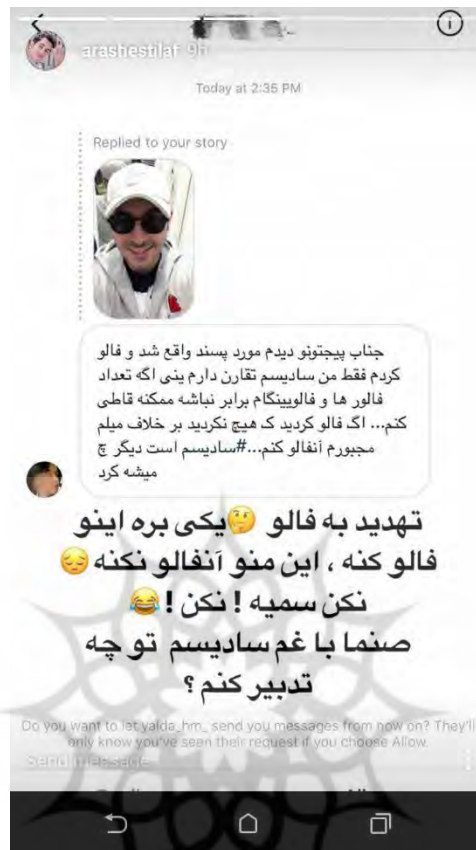 arashestilaf 9h
Today at 2:35 PM
Replied to your story
جناب پیجتونو دیدم مورد پسند واقع شد و فالو
کردم فقط من سادیسم تقارن دارم ینی اگه تعداد
فالور ها و فالویینگام برابر نباشه ممکنه قاطی
کنم... اگ فالو کردید ک هیچ نکردید بر خلاف میلم
مجبورم آنفالو کنم...#سادیسم است دیگر چ
میشه کرد
تهدید به فالو 🤔یکی بره اینو
فالو کنه ، این منو آنفالو نکنه😔
نکن سمیه ! نکن !😂
صنما با غم سادیسم تو چه
تدبیر کنم ؟
Do you want to let yalda_hm_ send you messages from now on? They'll
only know you've seen their request if you choose Allow.
Send message